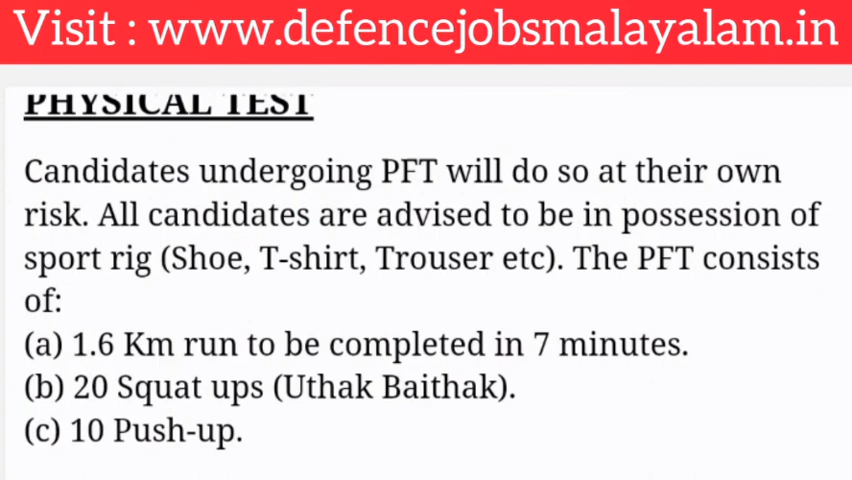 Visit : www.defencejobsmalayalam.in
PHYSICAL TEST
Candidates undergoing PFT will do so at their own
risk. All candidates are advised to be in possession of
sport rig (Shoe, T-shirt, Trouser etc). The PFT consists
of:
(a) 1.6 Km run to be completed in 7 minutes.
(b) 20 Squat ups (Uthak Baithak).
(c) 10 Push-up.